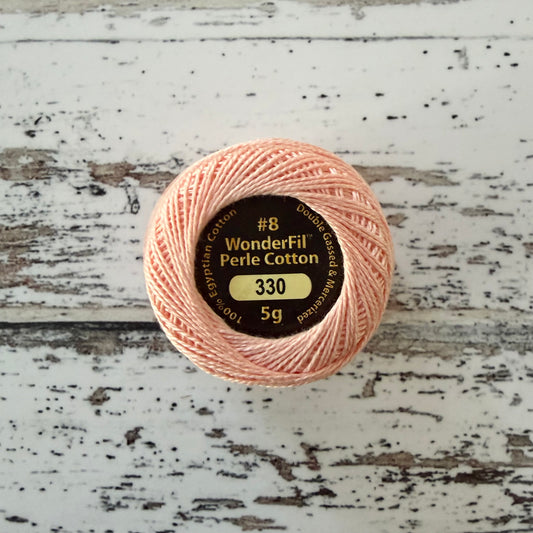 #8
WonderFil™
Perle Cotton
330
5g
100% Egyptian Cotton
Double Gassed & Mercerized